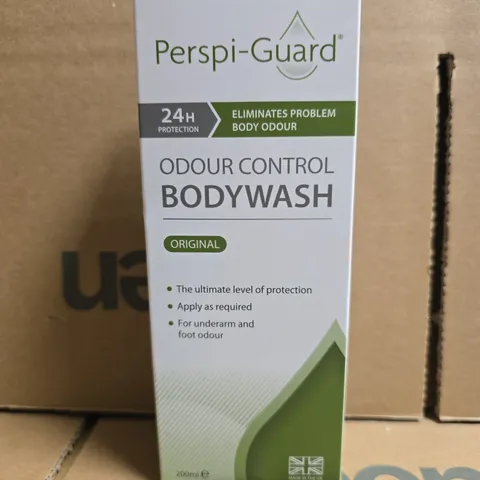 Perspi-Guard®
24H
PROTECTION
ELIMINATES PROBLEM
BODY ODOUR
ODOUR CONTROL
BODYWASH
ORIGINAL
• The ultimate level of protection
• Apply as required
• For underarm and
foot odour
200ml e